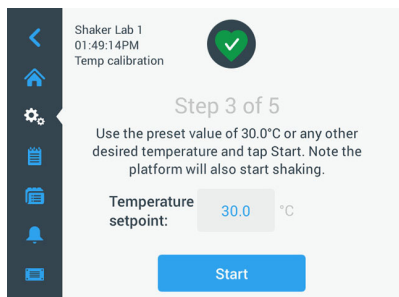 Shaker Lab 1
01:49:14PM
Temp calibration
Step 3 of 5
Use the preset value of 30.0°C or any other
desired temperature and tap Start. Note the
platform will also start shaking.
Temperature
setpoint:
30.0 °C
Start